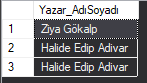 Yazar_AdıSoyadı
1 Ziya Gökalp
2 Halide Edip Adıvar
3 Halide Edip Adıvar